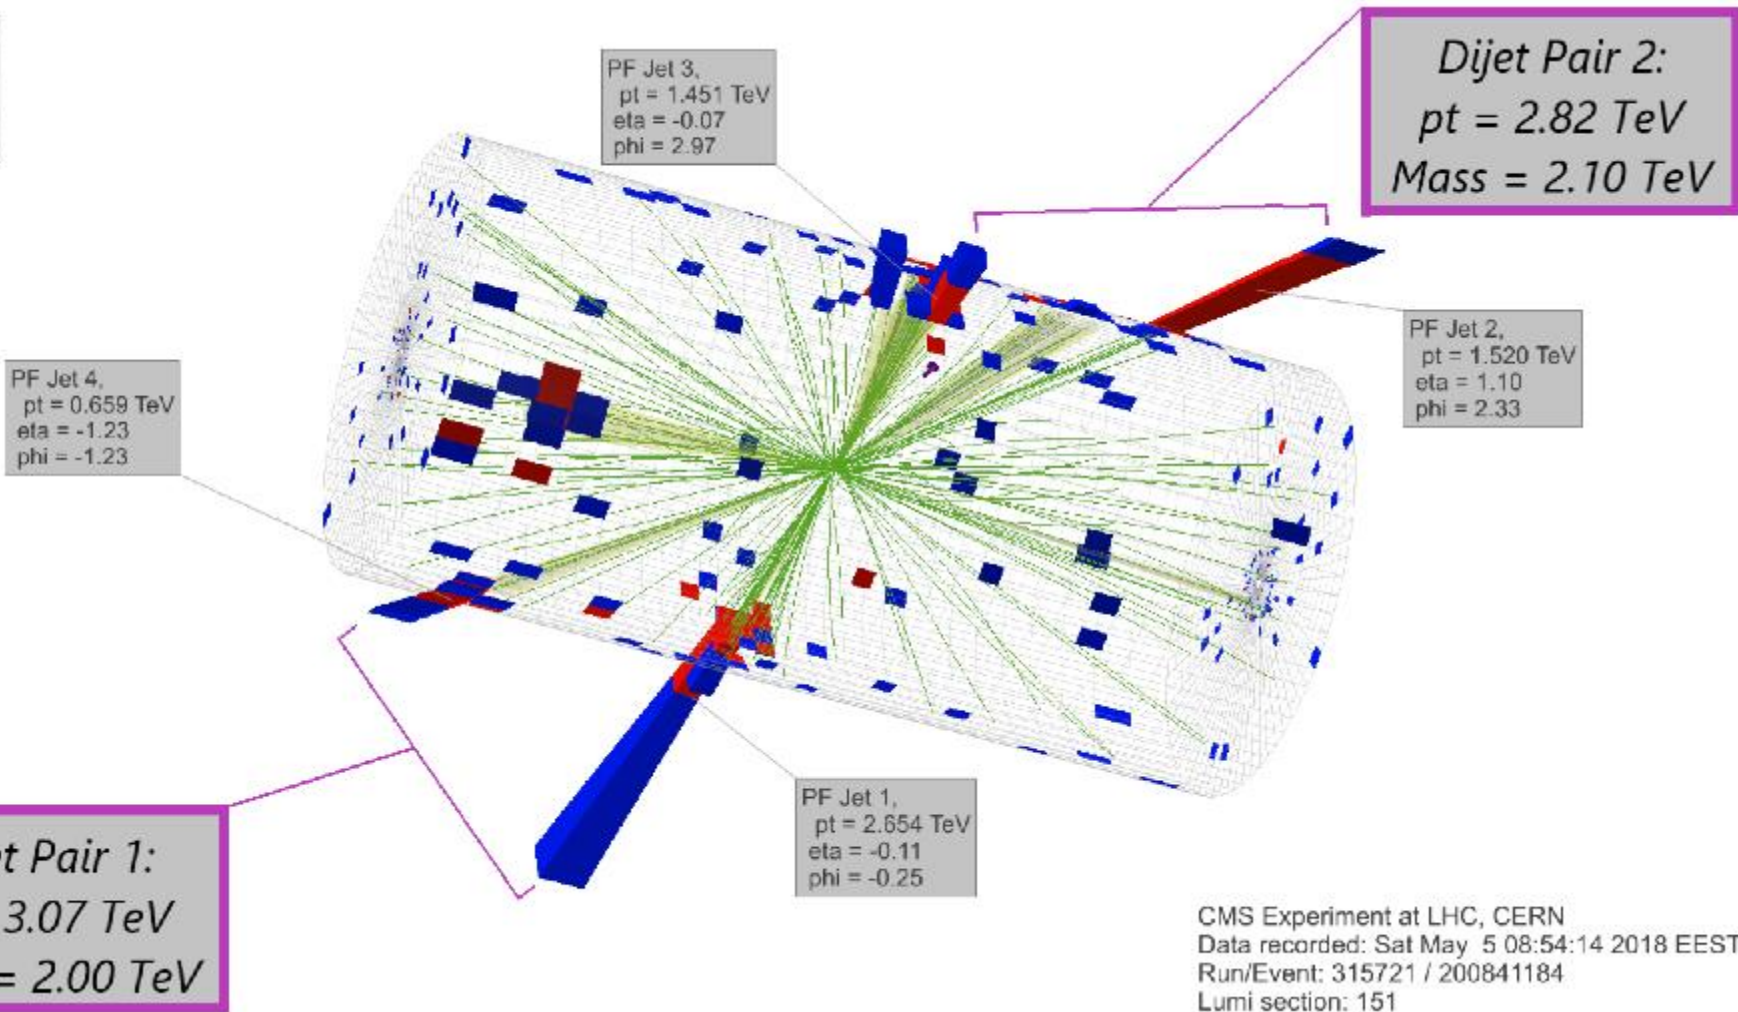 PF Jet 3,
pt = 1.451 TeV
eta = -0.07
phi = 2.97
Dijet Pair 2:
pt = 2.82 TeV
Mass = 2.10 TeV
PF Jet 2,
pt = 1.520 TeV
eta = 1.10
phi = 2.33
PF Jet 4,
pt = 0.659 TeV
eta = -1.23
phi = -1.23
PF Jet 1,
pt = 2.654 TeV
eta = -0.11
phi = -0.25
t Pair 1:
3.07 TeV
= 2.00 TeV
CMS Experiment at LHC, CERN
Data recorded: Sat May 5 08:54:14 2018 EEST
Run/Event: 315721 / 200841184
Lumi section: 151